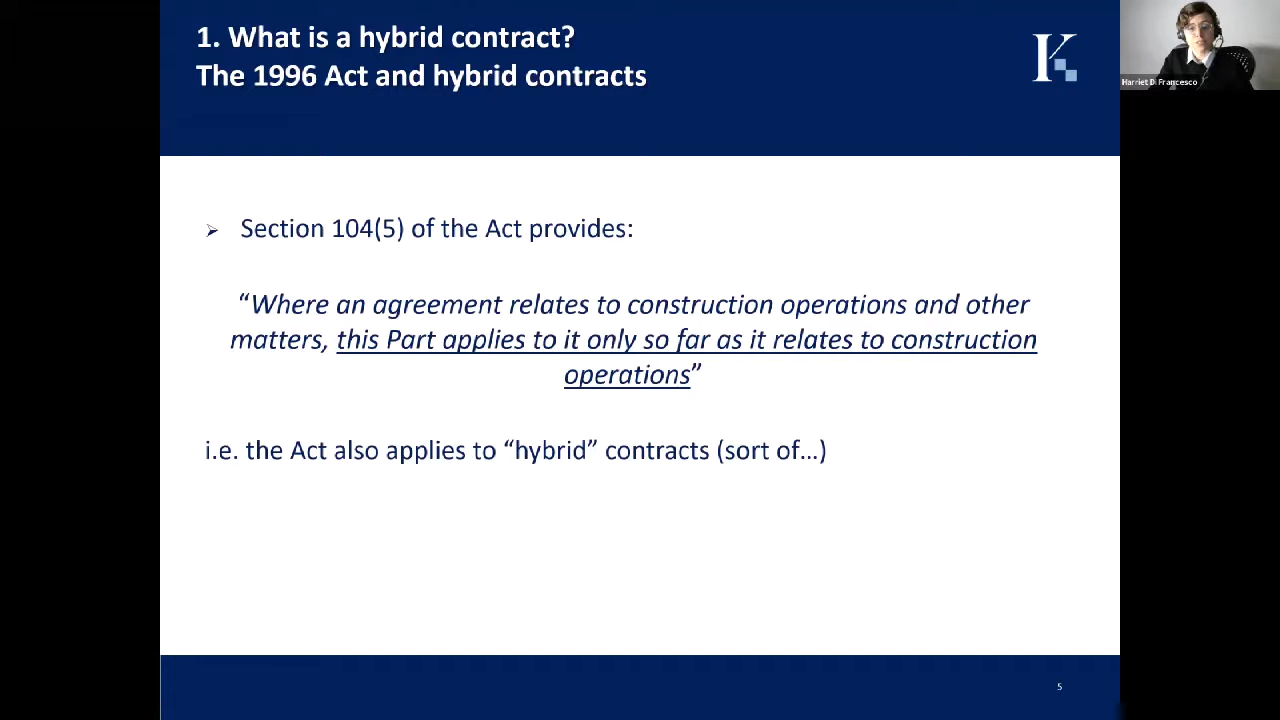 1. What is a hybrid contract?
The 1996 Act and hybrid contracts
K
Harriet Di Francesco
➢ Section 104(5) of the Act provides:
“Where an agreement relates to construction operations and other
matters, this Part applies to it only so far as it relates to construction
operations”
i.e. the Act also applies to “hybrid” contracts (sort of…)
5